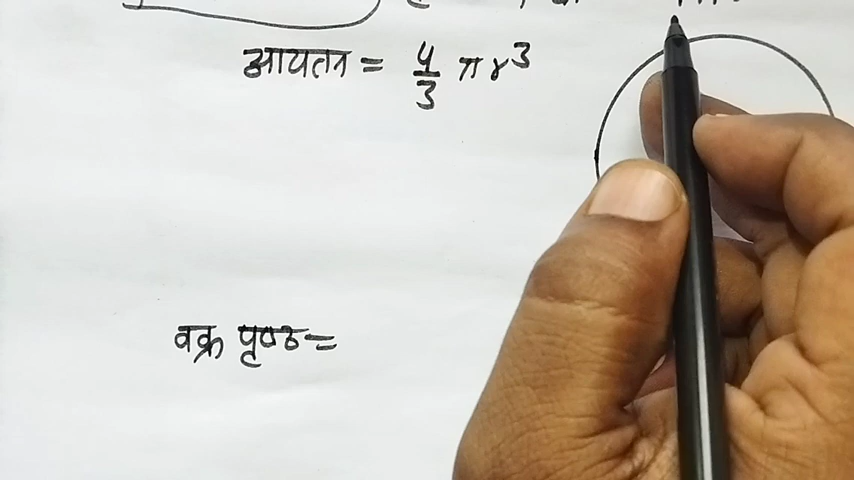 आयतन = 4/3 πr³
वक्र पृष्ठ=